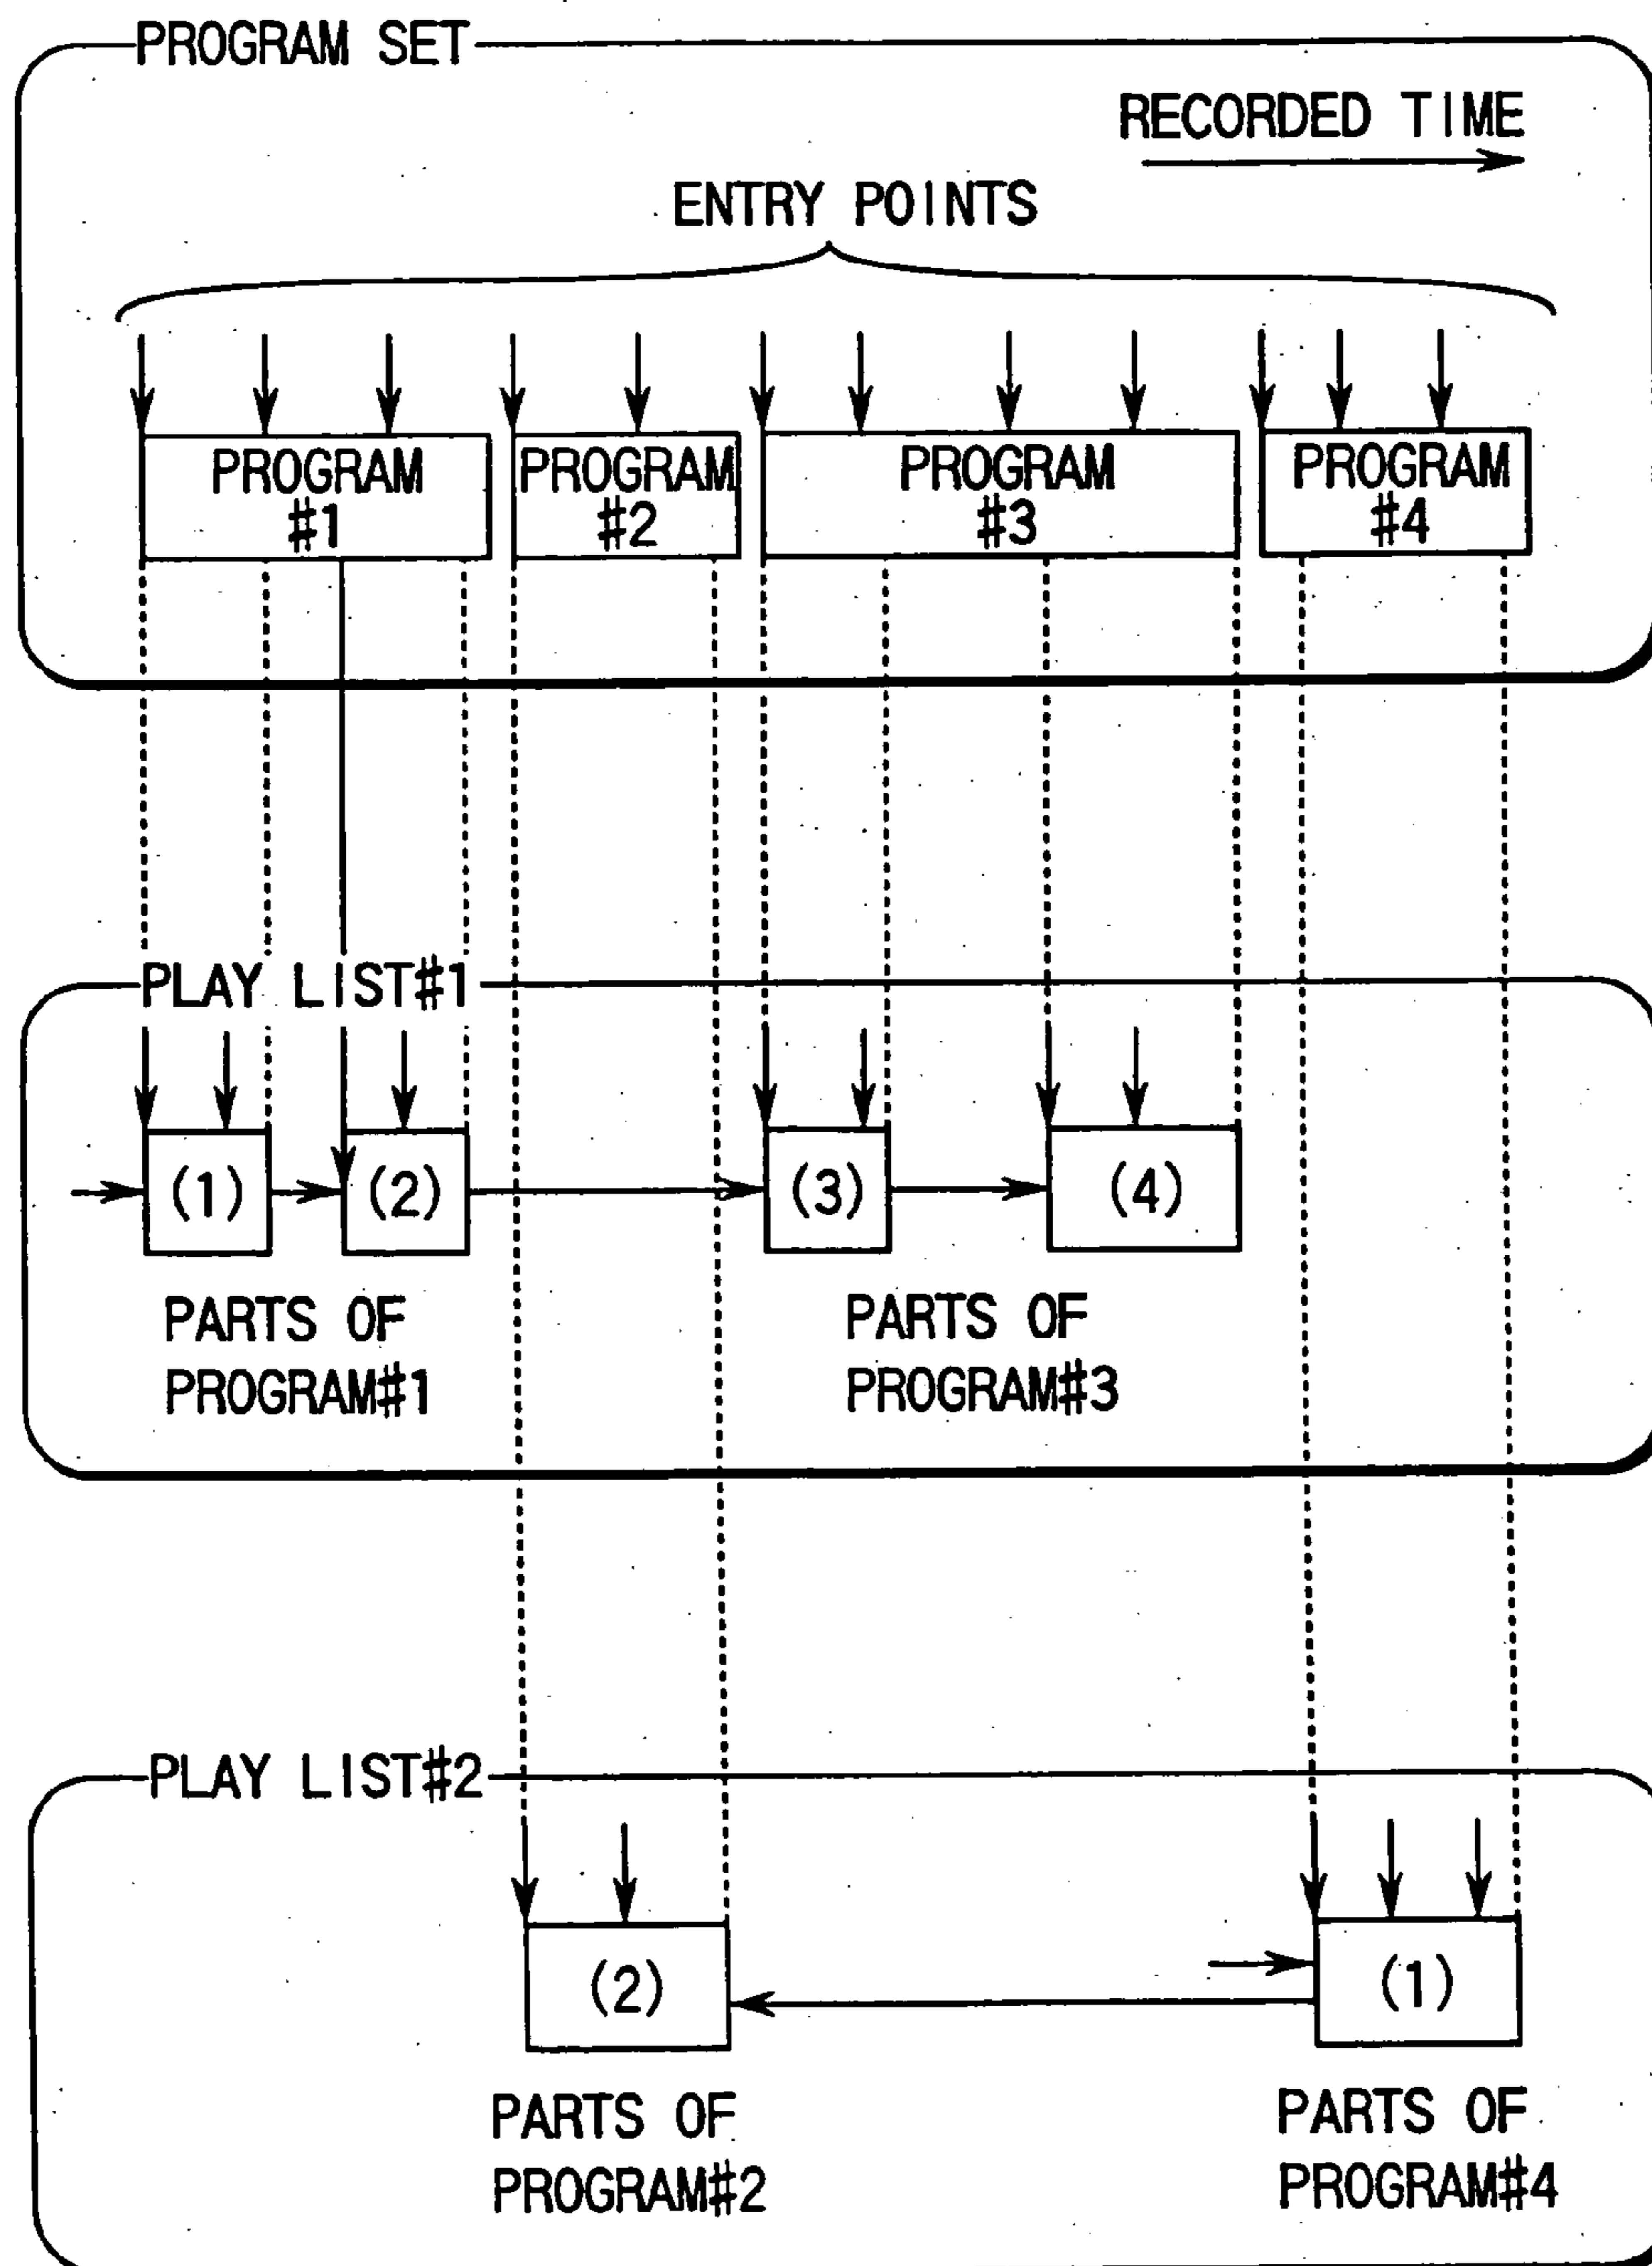 PROGRAM SET
RECORDED TIME
ENTRY POINTS
PROGRAM
#1
PROGRAM
#2
PROGRAM
#3
PROGRAM
#4
PLAY LIST#1
(1)
(2)
(3)
(4)
PARTS OF
PROGRAM#1
PARTS OF
PROGRAM#3
PLAY LIST#2
(2)
(1)
PARTS OF
PROGRAM#2
PARTS OF
PROGRAM#4